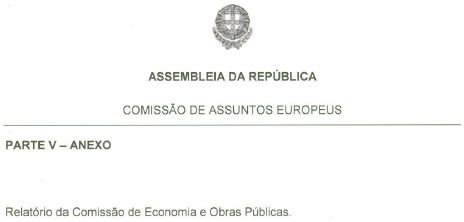 ASSEMBLEIA DA REPÚBLICA
COMISSÃO DE ASSUNTOS EUROPEUS
PARTE V – ANEXO
Relatório da Comissão de Economia e Obras Públicas.